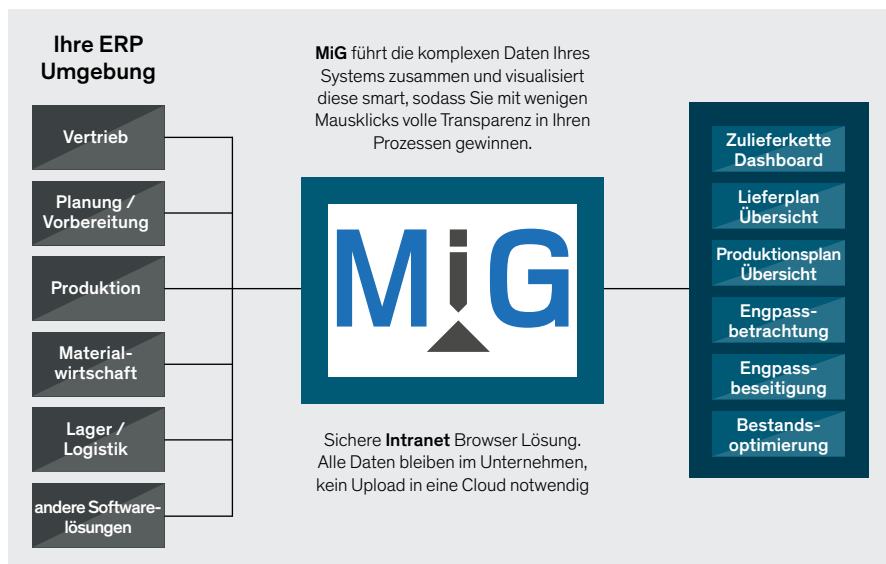 Ihre ERP
Umgebung
Vertrieb
Planung /
Vorbereitung
Produktion
Material-
wirtschaft
Lager /
Logistik
andere Software-
lösungen
MiG führt die komplexen Daten Ihres
Systems zusammen und visualisiert
diese smart, sodass Sie mit wenigen
Mausklicks volle Transparenz in Ihren
Prozessen gewinnen.
MiG
Sichere Intranet Browser Lösung.
Alle Daten bleiben im Unternehmen,
kein Upload in eine Cloud notwendig
Zulieferkette
Dashboard
Lieferplan
Übersicht
Produktionsplan
Übersicht
Engpass-
betrachtung
Engpass-
beseitigung
Bestands-
optimierung